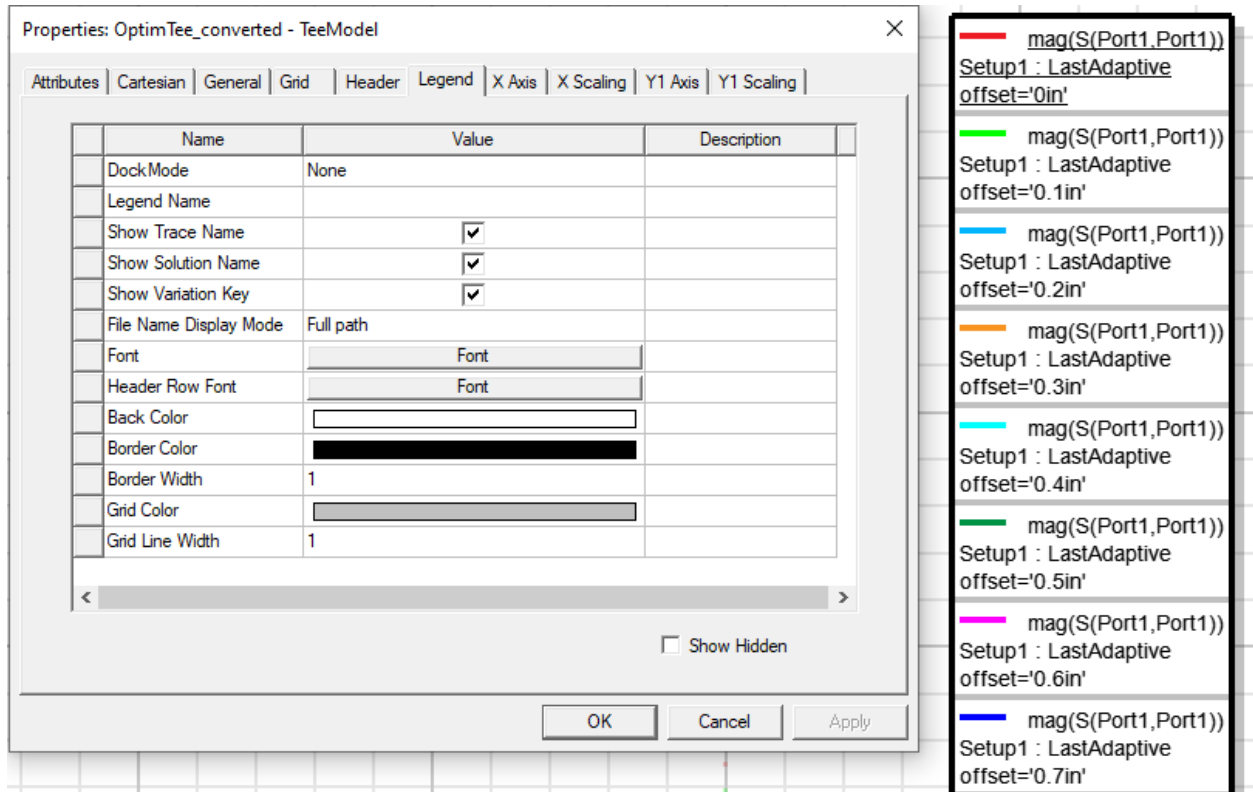 Properties: OptimTee_converted - TeeModel
Attributes Cartesian General Grid Header Legend X Axis X Scaling Y1 Axis Y1 Scaling
Name Value Description
DockMode None
Legend Name
Show Trace Name
Show Solution Name
Show Variation Key
File Name Display Mode Full path
Font Font
Header Row Font Font
Back Color
Border Color
Border Width 1
Grid Color
Grid Line Width 1
Show Hidden
OK Cancel Apply
mag(S(Port1,Port1))
Setup1 : LastAdaptive
offset='0in'
mag(S(Port1,Port1))
Setup1 : LastAdaptive
offset='0.1in'
mag(S(Port1,Port1))
Setup1 : LastAdaptive
offset='0.2in'
mag(S(Port1,Port1))
Setup1 : LastAdaptive
offset='0.3in'
mag(S(Port1,Port1))
Setup1 : LastAdaptive
offset='0.4in'
mag(S(Port1,Port1))
Setup1 : LastAdaptive
offset='0.5in'
mag(S(Port1,Port1))
Setup1 : LastAdaptive
offset='0.6in'
mag(S(Port1,Port1))
Setup1 : LastAdaptive
offset='0.7in'